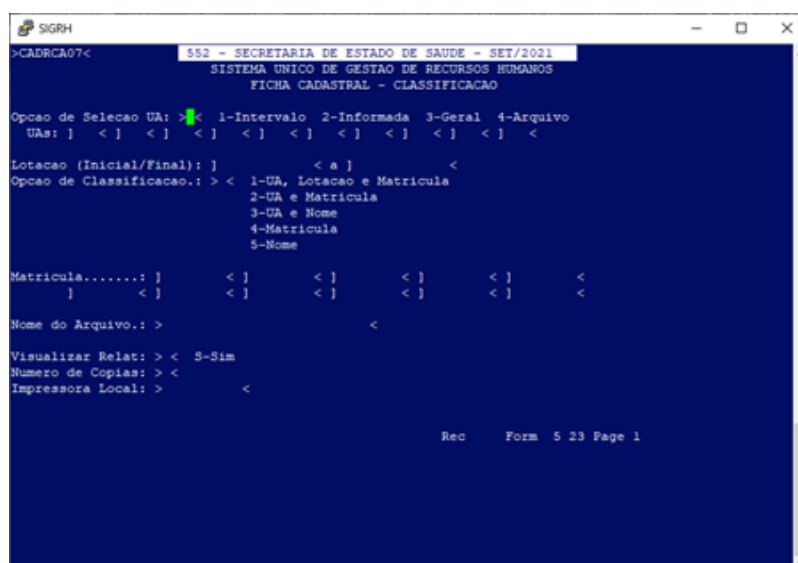 SIGRH
>CADRCA07< 552 - SECRETARIA DE ESTADO DE SAUDE - SET/2021
SISTEMA UNICO DE GESTAO DE RECURSOS HUMANOS
FICHA CADASTRAL - CLASSIFICACAO
Opcao de Selecao UA: > < 1-Intervalo 2-Informada 3-Geral 4-Arquivo
UAs: ] < ] < ] < ] < ] < ] < ] < ] < ] < ] <
Lotacao (Inicial/Final): ] < a ] <
Opcao de Classificacao.: > < 1-UA, Lotacao e Matricula
2-UA e Matricula
3-UA e Nome
4-Matricula
5-Nome
Matricula.......: ] < ] < ] < ] < ] <
] < ] < ] < ] < ] <
Nome do Arquivo.: > <
Visualizar Relat: > < S-Sim
Numero de Copias: > <
Impressora Local: > <
Rec Form 5 23 Page 1